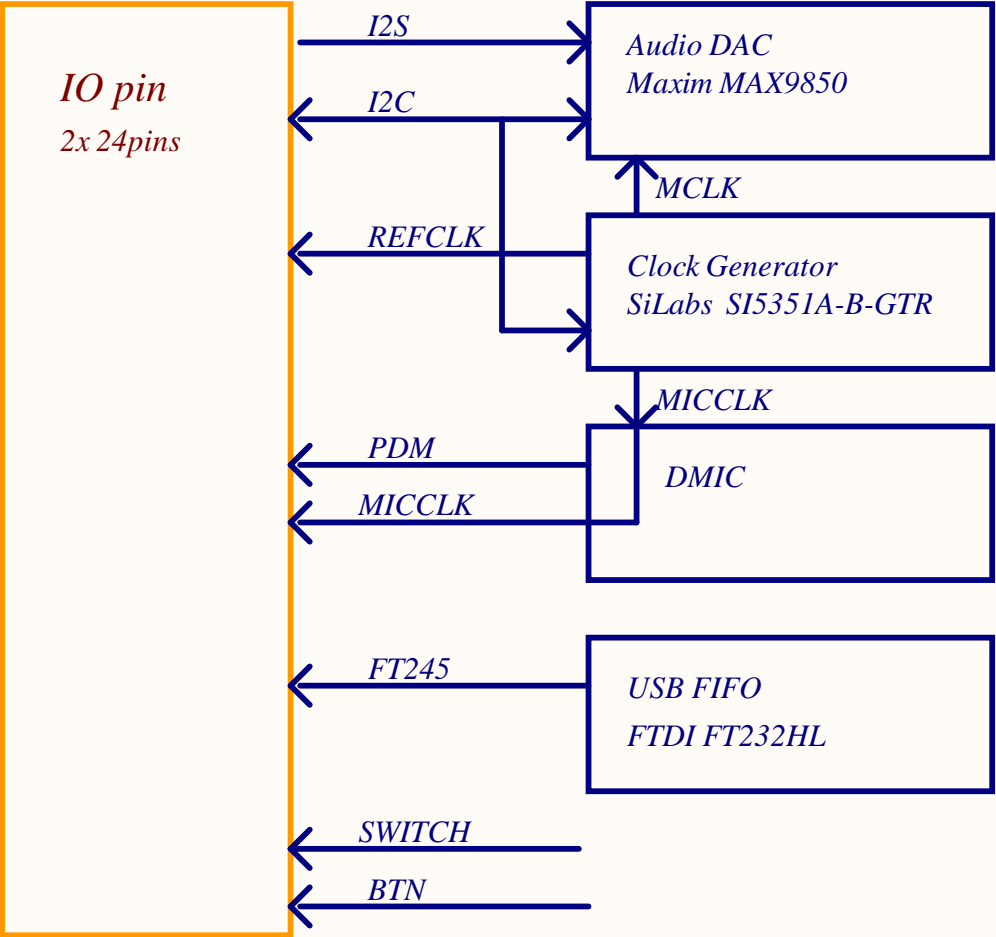 IO pin
2x 24pins
I2S
Audio DAC
Maxim MAX9850
I2C
MCLK
REFCLK
Clock Generator
SiLabs SI5351A-B-GTR
MICCLK
PDM
DMIC
MICCLK
FT245
USB FIFO
FTDI FT232HL
SWITCH
BTN